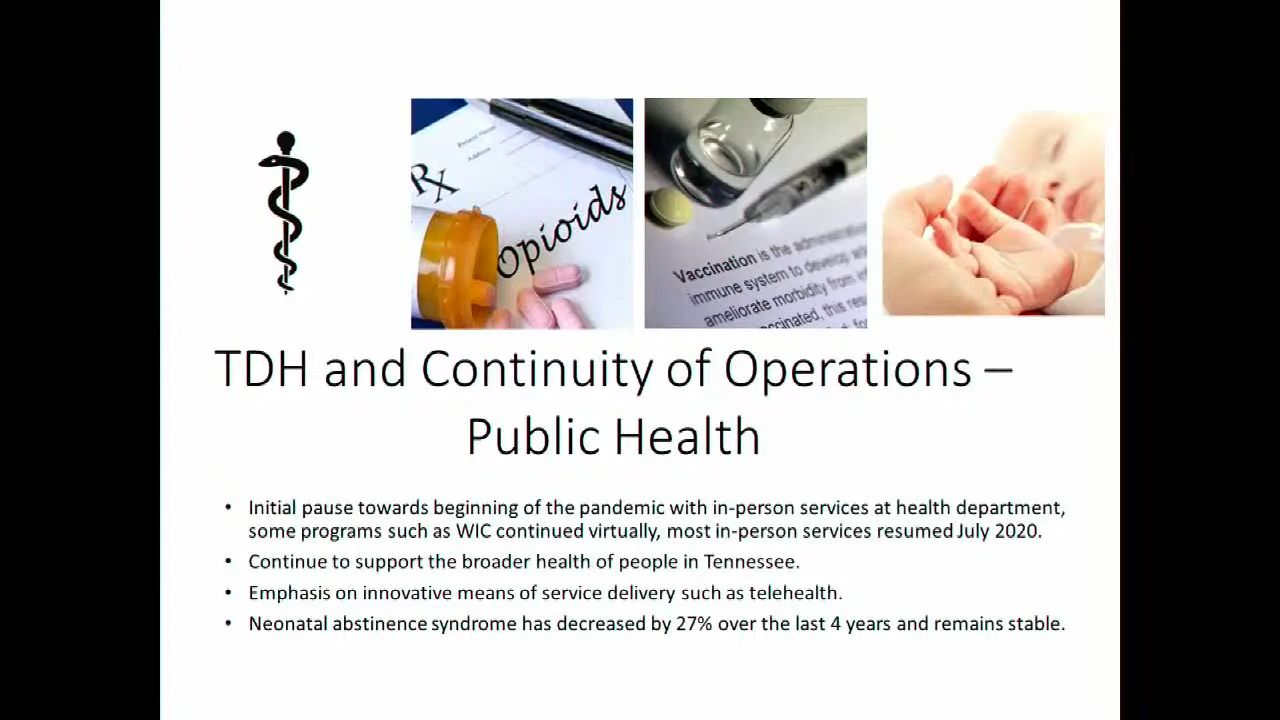 Rx
Opioids
Vaccination is the
immune system to develop
ameliorate morbidity from
this
TDH and Continuity of Operations –
Public Health
• Initial pause towards beginning of the pandemic with in-person services at health department,
some programs such as WIC continued virtually, most in-person services resumed July 2020.
• Continue to support the broader health of people in Tennessee.
• Emphasis on innovative means of service delivery such as telehealth.
• Neonatal abstinence syndrome has decreased by 27% over the last 4 years and remains stable.